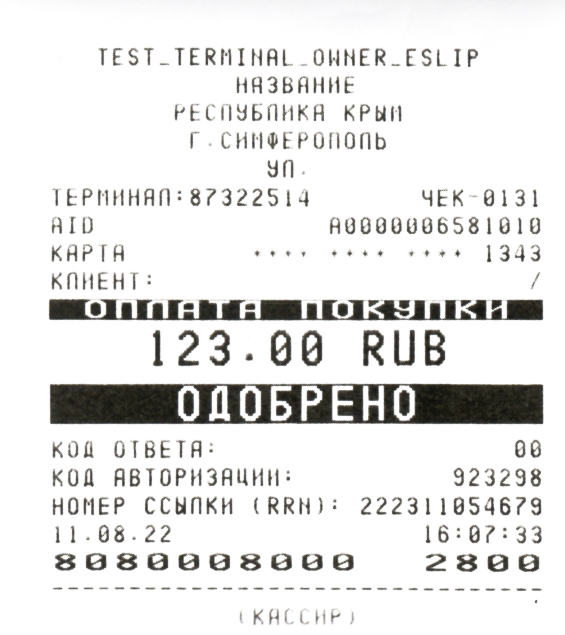 TEST_TERMINAL_OWNER_ESLIP
НАЗВАНИЕ
РЕСПУБЛИКА КРЫМ
Г.СИМФЕРОПОЛЬ
УЛ.
ТЕРМИНАЛ:87322514 ЧЕК-0131
AID A0000006581010
КАРТА **** **** **** 1343
КЛИЕНТ: /
ОПЛАТА ПОКУПКИ
123.00 RUB
ОДОБРЕНО
КОД ОТВЕТА: 00
КОД АВТОРИЗАЦИИ: 923298
НОМЕР ССЫЛКИ (RRN): 222311054679
11.08.22 16:07:33
8080008000 2800
(КАССИР)